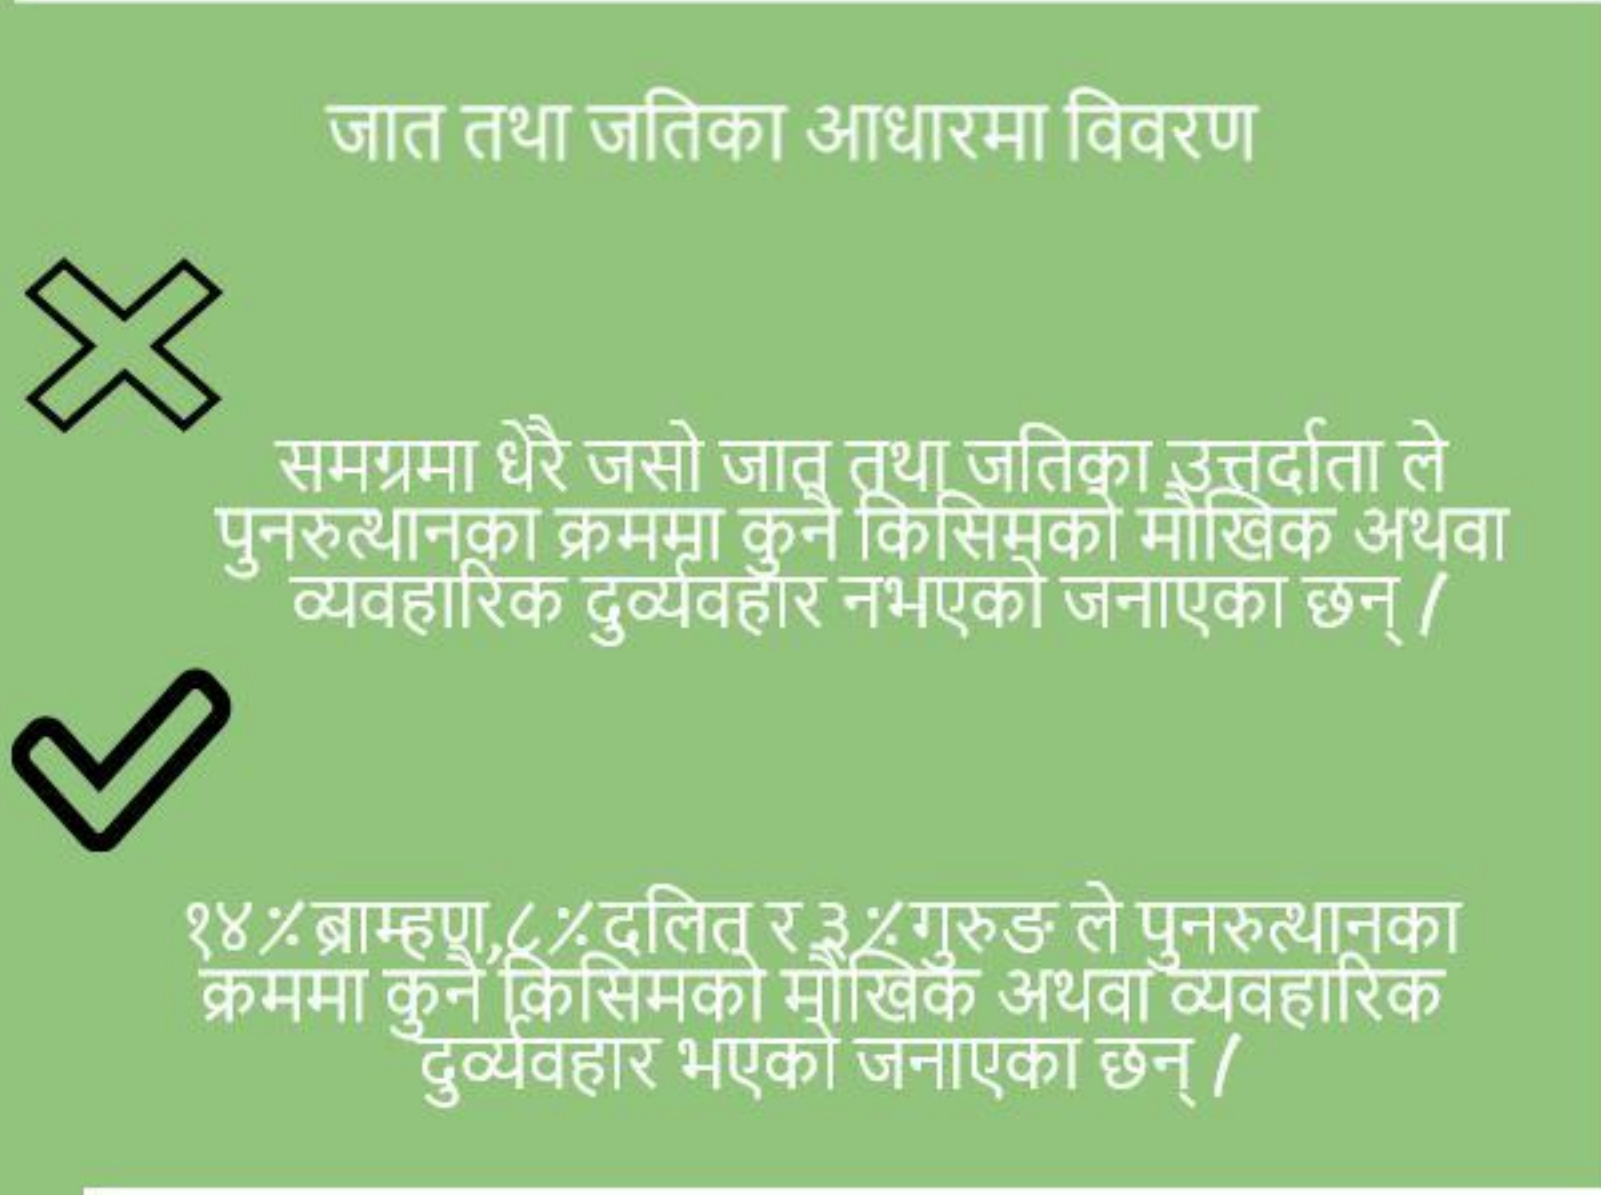 जात तथा जतिका आधारमा विवरण
समग्रमा धेरै जसो जात तथा जतिका उत्तर्दाता ले
पुनरुत्थानका क्रममा कुनै किसिमको मौखिक अथवा
व्यवहारिक दुर्व्यवहार नभएको जनाएका छन् /
१४٪ब्राम्हण,८٪दलित र ३٪गुरुङ ले पुनरुत्थानका
क्रममा कुनै किसिमको मौखिक अथवा व्यवहारिक
दुर्व्यवहार भएको जनाएका छन् /